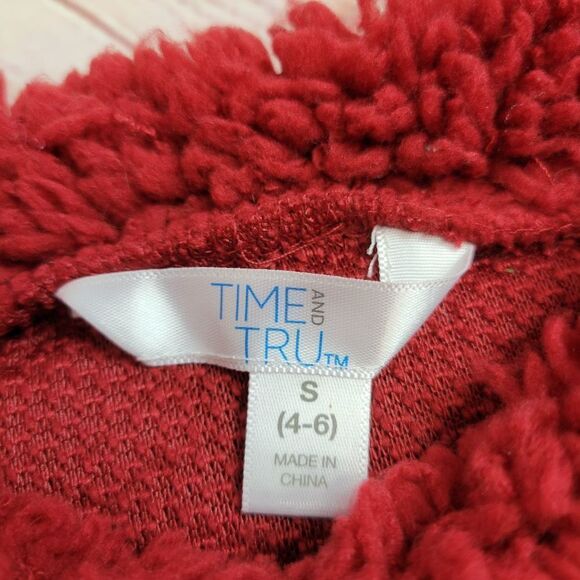 TIME AND
TRU™
S
(4-6)
MADE IN
CHINA